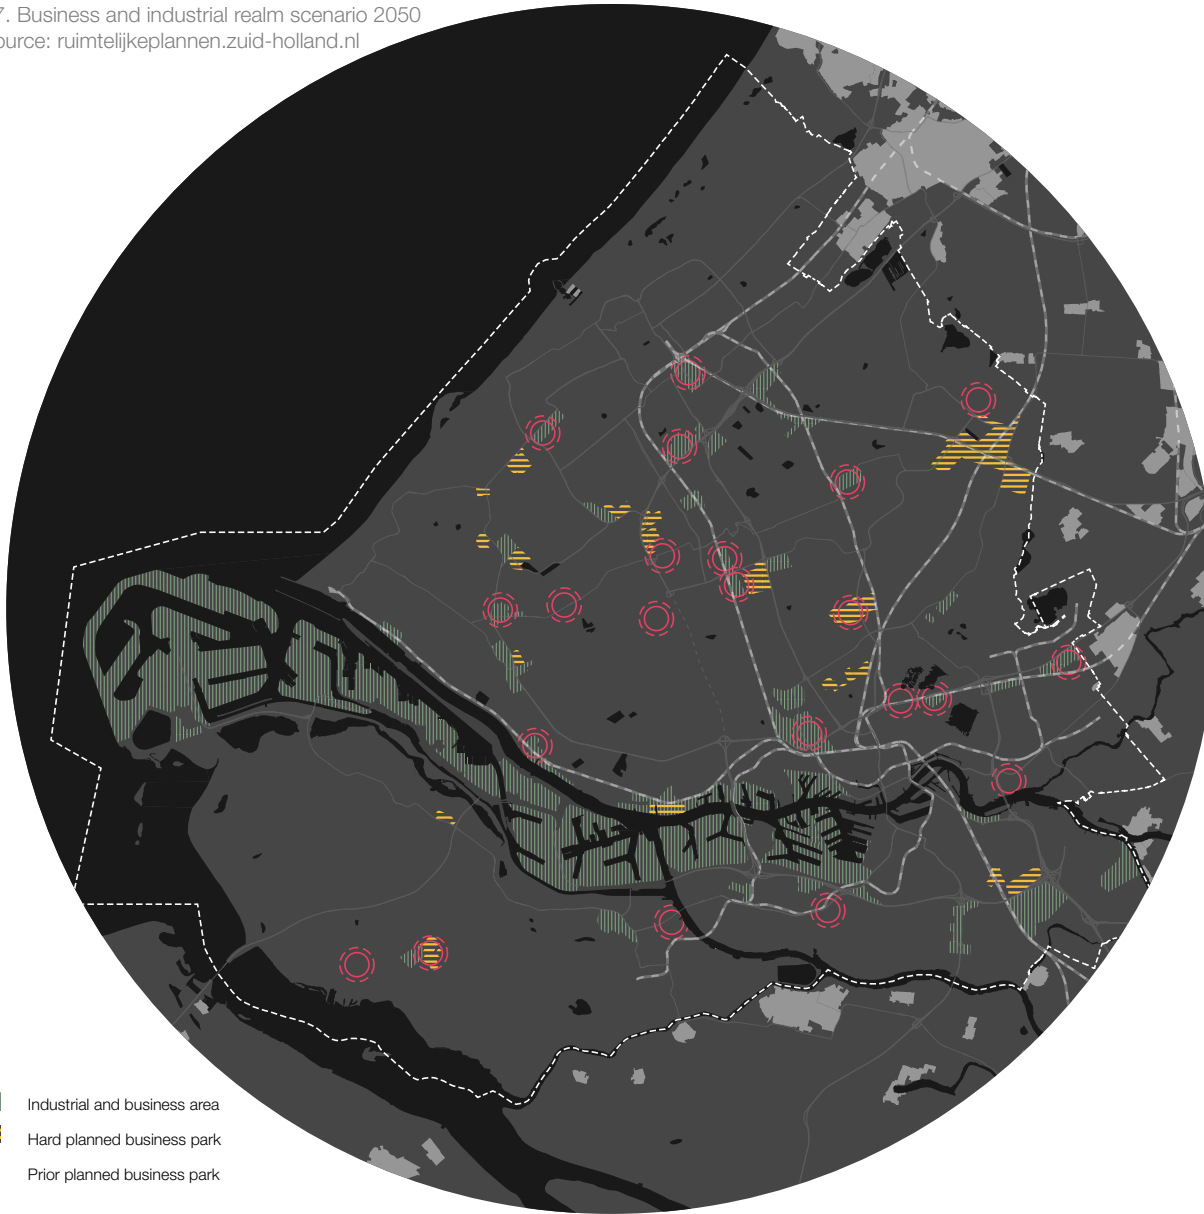 7. Business and industrial realm scenario 2050
ource: ruimtelijkeplannen.zuid-holland.nl
Industrial and business area
Hard planned business park
Prior planned business park